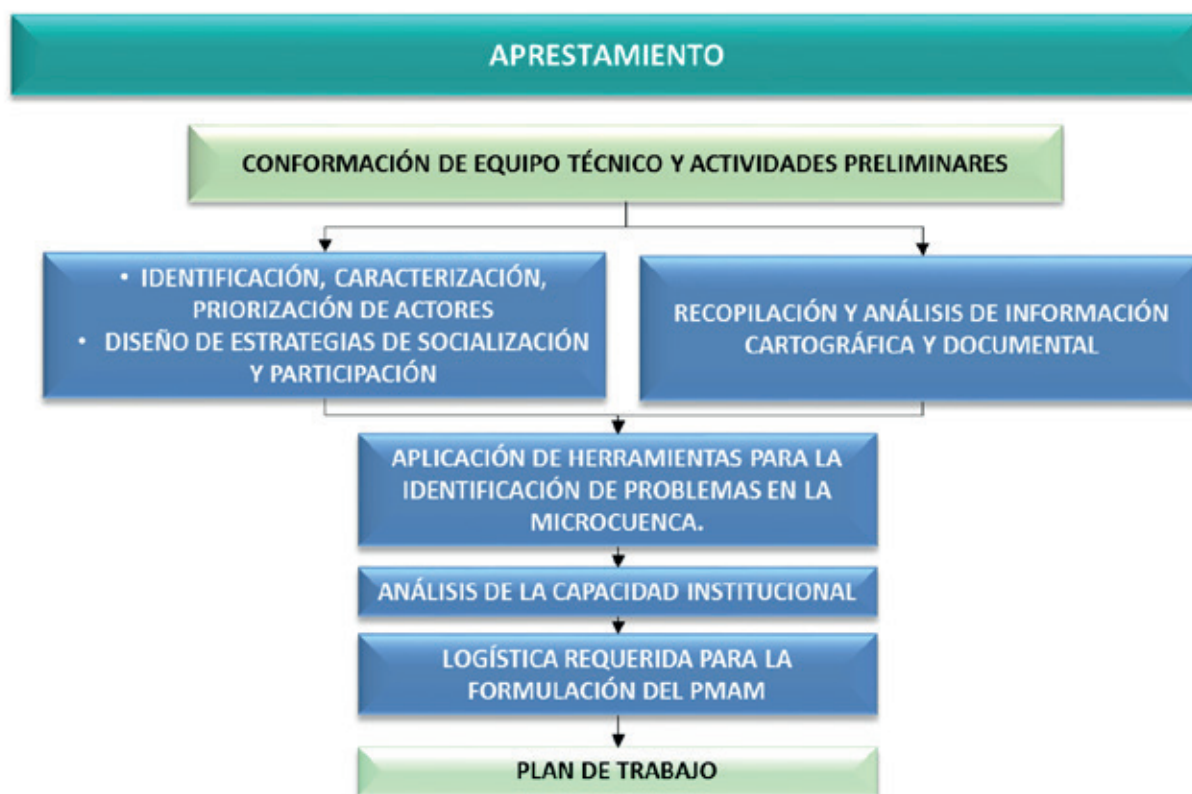 APRESTAMIENTO
CONFORMACIÓN DE EQUIPO TÉCNICO Y ACTIVIDADES PRELIMINARES
• IDENTIFICACIÓN, CARACTERIZACIÓN,
PRIORIZACIÓN DE ACTORES
• DISEÑO DE ESTRATEGIAS DE SOCIALIZACIÓN
Y PARTICIPACIÓN
RECOPILACIÓN Y ANÁLISIS DE INFORMACIÓN
CARTOGRÁFICA Y DOCUMENTAL
APLICACIÓN DE HERRAMIENTAS PARA LA
IDENTIFICACIÓN DE PROBLEMAS EN LA
MICROCUENCA.
ANÁLISIS DE LA CAPACIDAD INSTITUCIONAL
LOGÍSTICA REQUERIDA PARA LA
FORMULACIÓN DEL PMAM
PLAN DE TRABAJO